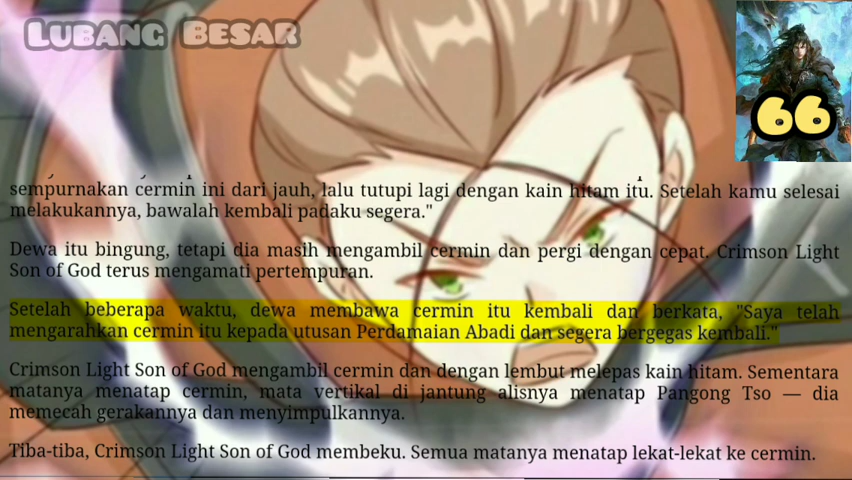 LUBANG BESAR
66
sempurnakan cermin ini dari jauh, lalu tutupi lagi dengan kain hitam itu. Setelah kamu selesai
melakukannya, bawalah kembali padaku segera."
Dewa itu bingung, tetapi dia masih mengambil cermin dan pergi dengan cepat. Crimson Light
Son of God terus mengamati pertempuran.
Setelah beberapa waktu, dewa membawa cermin itu kembali dan berkata, "Saya telah
mengarahkan cermin itu kepada utusan Perdamaian Abadi dan segera bergegas kembali."
Crimson Light Son of God mengambil cermin dan dengan lembut melepas kain hitam. Sementara
matanya menatap cermin, mata vertikal di jantung alisnya menatap Pangong Tso — dia
memecah gerakannya dan menyimpulkannya.
Tiba-tiba, Crimson Light Son of God membeku. Semua matanya menatap lekat-lekat ke cermin.